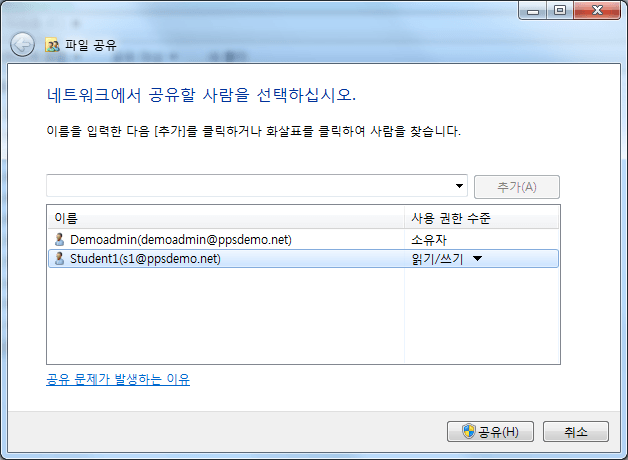 파일 공유
네트워크에서 공유할 사람을 선택하십시오.
이름을 입력한 다음 [추가]를 클릭하거나 화살표를 클릭하여 사람을 찾습니다.
추가(A)
이름 사용 권한 수준
Demoadmin(demoadmin@ppsdemo.net) 소유자
Student1(s1@ppsdemo.net) 읽기/쓰기
공유 문제가 발생하는 이유
공유(H) 취소